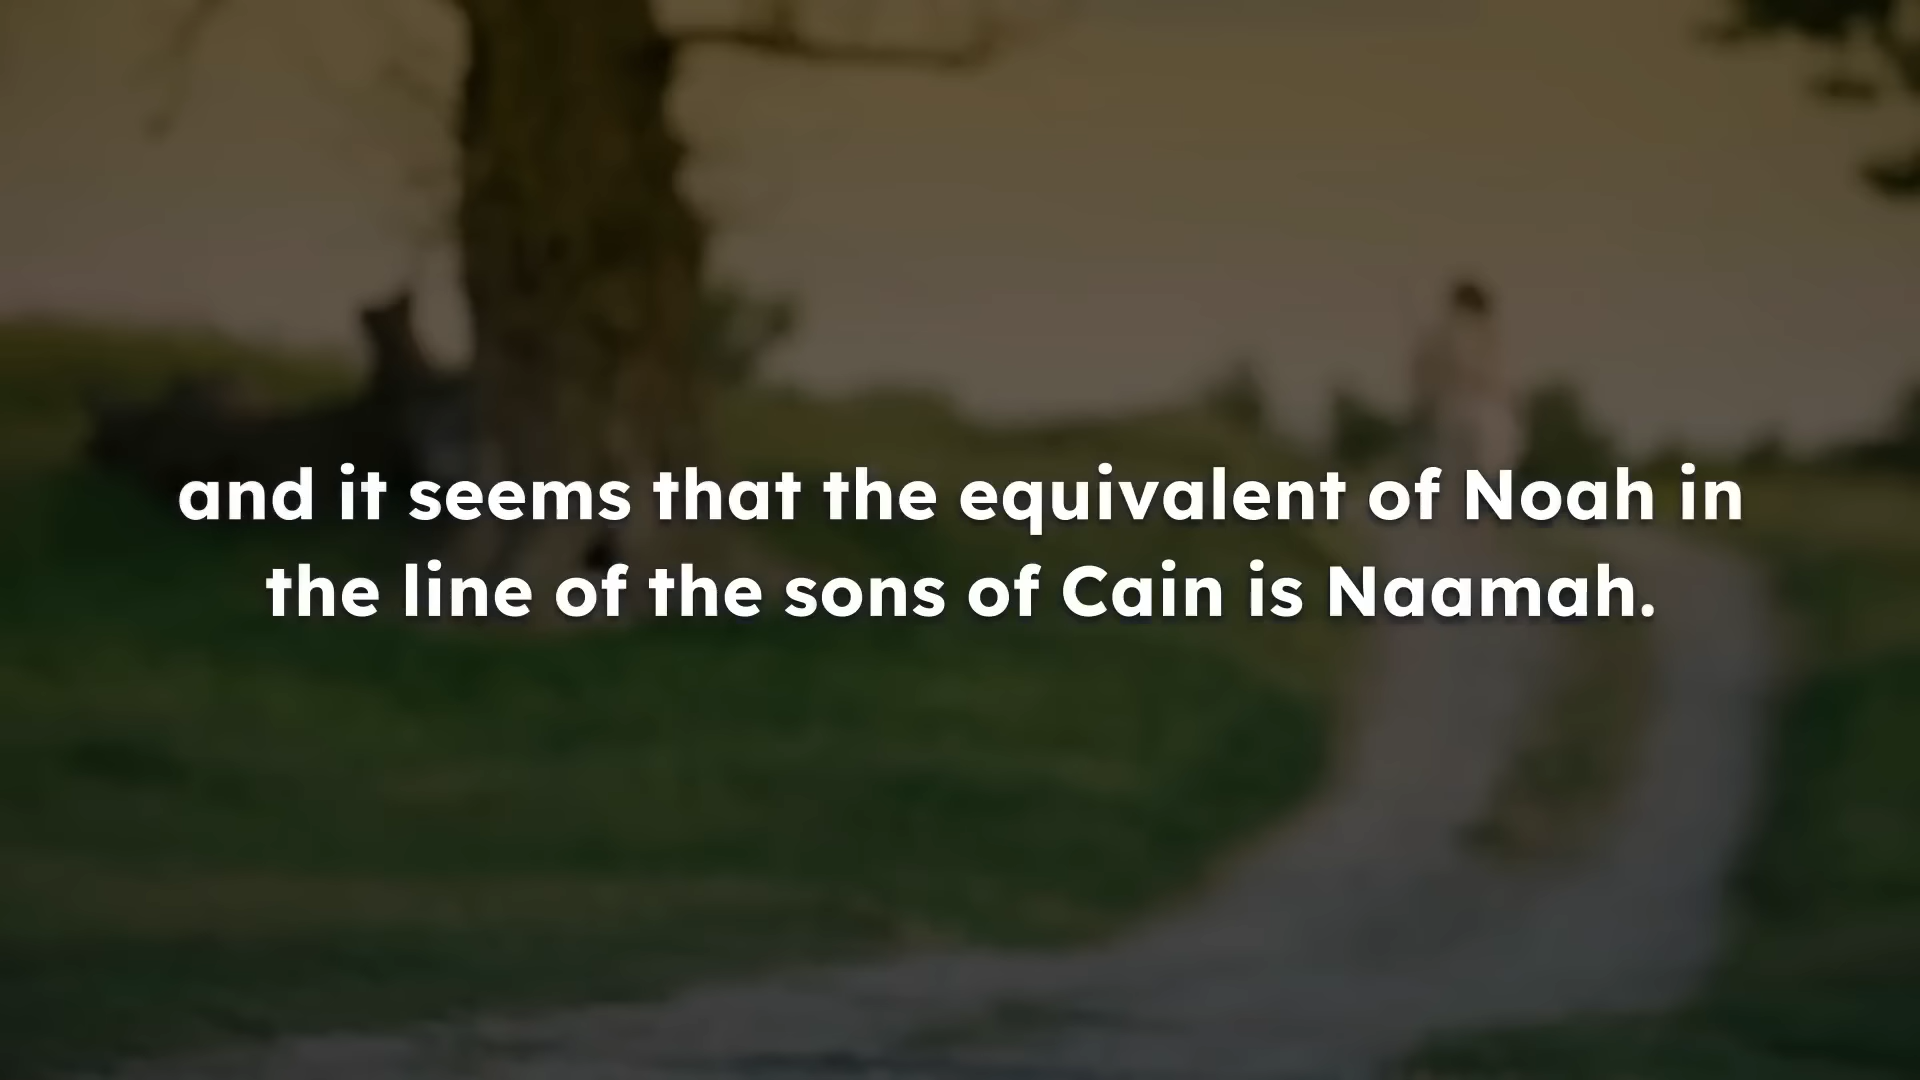 and it seems that the equivalent of Noah in
the line of the sons of Cain is Naamah.